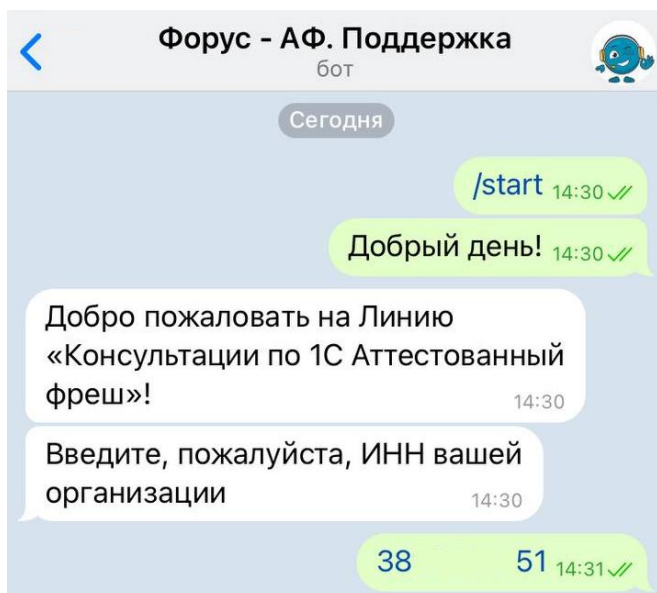 Форус - АФ. Поддержка
бот
Сегодня
/start 14:30
Добрый день! 14:30
Добро пожаловать на Линию
«Консультации по 1С Аттестованный
фреш»!
14:30
Введите, пожалуйста, ИНН вашей
организации 14:30
38 51 14:31